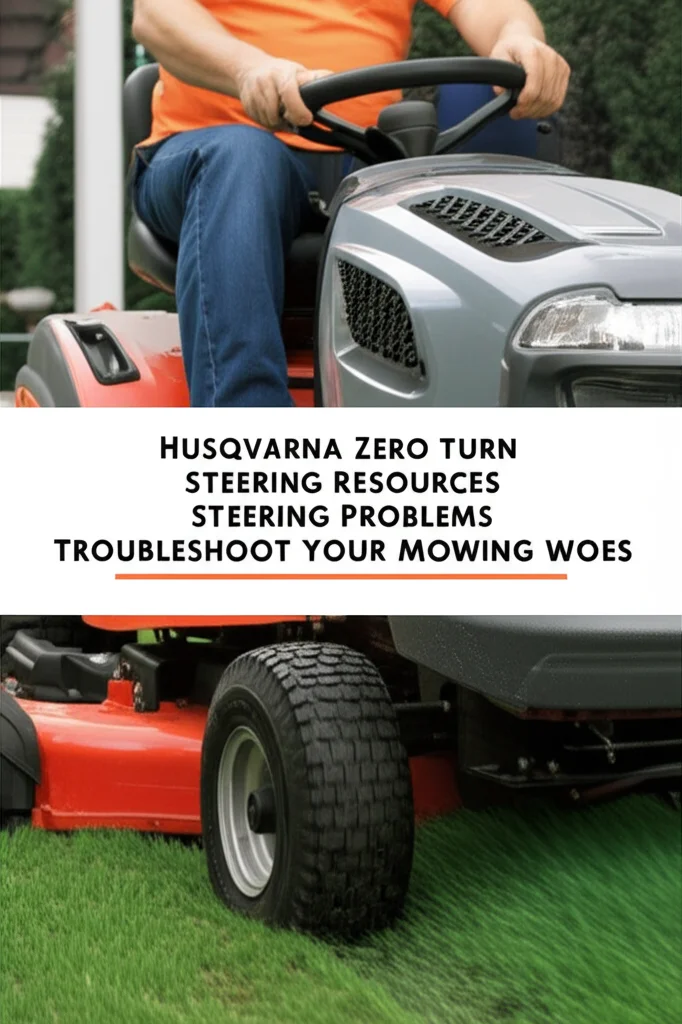 Husqvarna Zero turn
steering Resources
steering Problems
Troubleshoot your Mowing woes